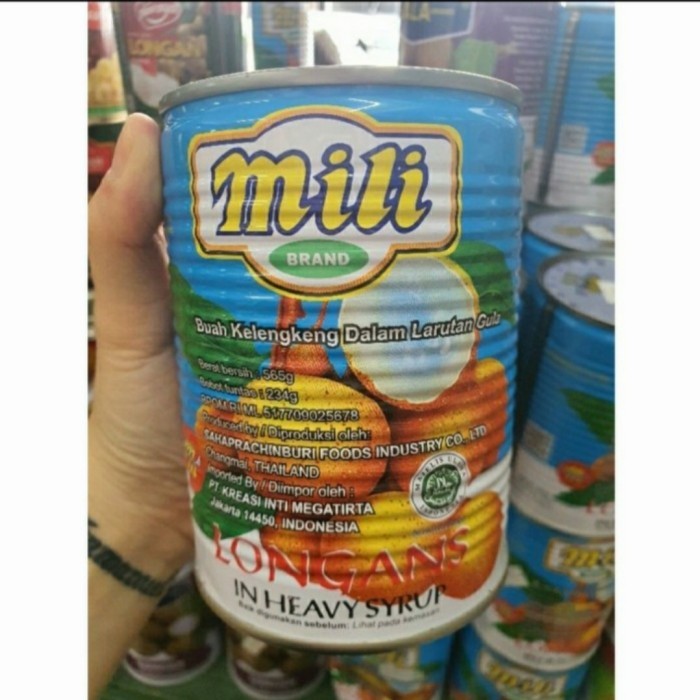 LONGAN
mili
BRAND
Buah Kelengkeng Dalam Larutan Gula
Berat bersih : 565g
Bobot tuntas : 234g
BPOM RI ML 517709025678
Produced by / Diproduksi oleh:
SAHAPRACHINBURI FOODS INDUSTRY CO. LTD
Changmai, THAILAND
Imported By / Diimpor oleh :
PT. KREASI INTI MEGATIRTA
Jakarta 14450, INDONESIA
LONGANS
IN HEAVY SYRUP
Baik digunakan sebelum: Lihat pada kemasan